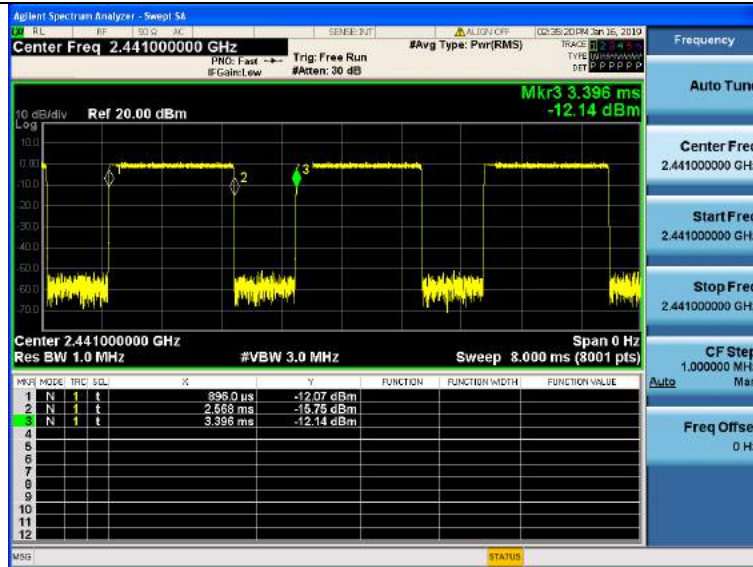 Agilent Spectrum Analyzer - Swept SA
RL RF 50 Ω AC SENSE:INT ALIGN OFF 02:35:20 PM Jan 16, 2019
Center Freq 2.441000000 GHz
PNO: Fast
IFGain:Low
Trig: Free Run
#Atten: 30 dB
#Avg Type: Pwr(RMS)
TRACE 1 2 3 4 5 6
TYPE
DET P P P P P P
Frequency
Mkr3 3.396 ms
-12.14 dBm
10 dB/div Ref 20.00 dBm
Log
10.0
0.00
-10.0
-20.0
-30.0
-40.0
-50.0
-60.0
-70.0
1
2
3
Center 2.441000000 GHz Span 0 Hz
Res BW 1.0 MHz #VBW 3.0 MHz Sweep 8.000 ms (8001 pts)
MKR MODE TRC SCL X Y FUNCTION FUNCTION WIDTH FUNCTION VALUE
1 N 1 t 896.0 µs -12.07 dBm
2 N 1 t 2.568 ms -15.75 dBm
3 N 1 t 3.396 ms -12.14 dBm
4
5
6
7
8
9
10
11
12
Auto Tune
Center Freq
2.441000000 GHz
Start Freq
2.441000000 GHz
Stop Freq
2.441000000 GHz
CF Step
1.000000 MHz
Auto Man
Freq Offset
0 Hz
MSG STATUS